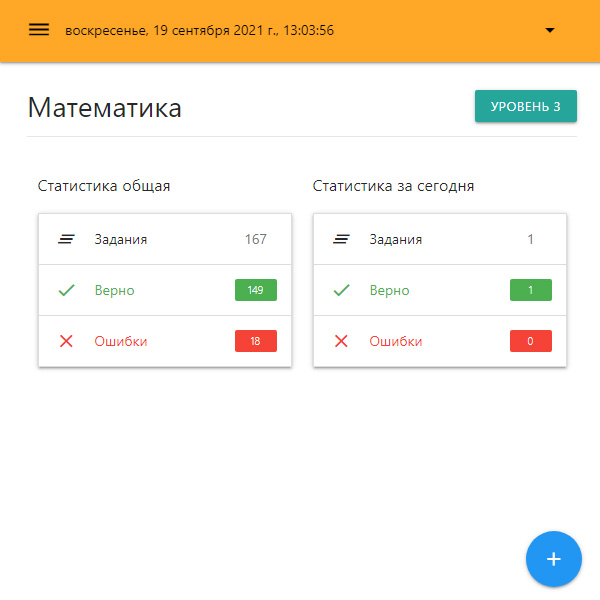 воскресенье, 19 сентября 2021 г., 13:03:56
Математика
УРОВЕНЬ 3
Статистика общая
Задания 167
Верно 149
Ошибки 18
Статистика за сегодня
Задания 1
Верно 1
Ошибки 0
+